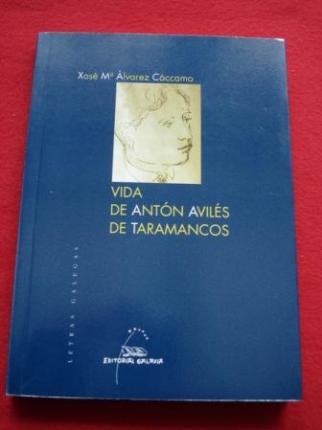 Xosé Mª Álvarez Cáccamo
VIDA
DE ANTÓN AVILÉS
DE TARAMANCOS
LETRAS GALEGAS
EDITORIAL GALAXIA